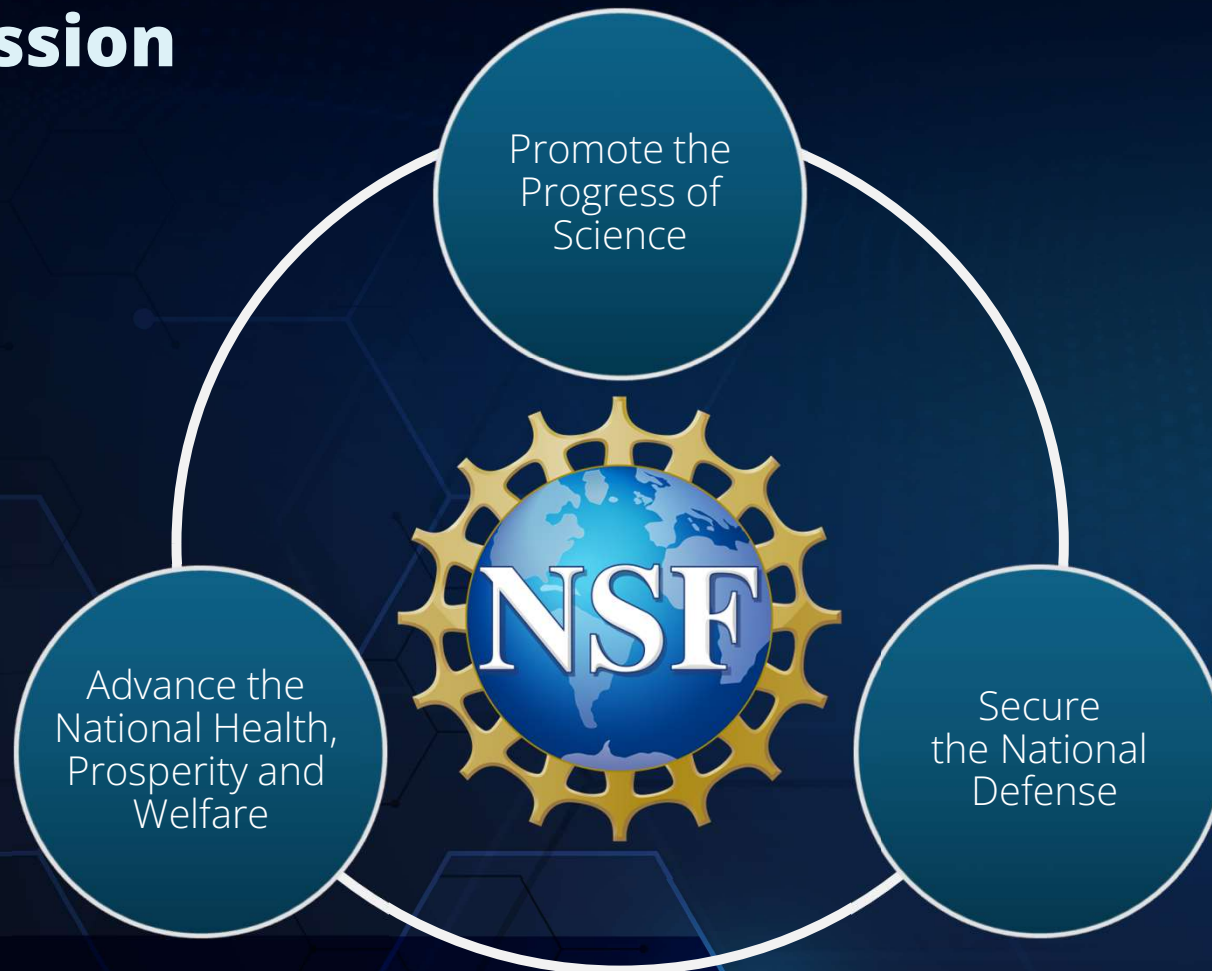 ssion
Promote the
Progress of
Science
NSF
Advance the
National Health,
Prosperity and
Welfare
Secure
the National
Defense